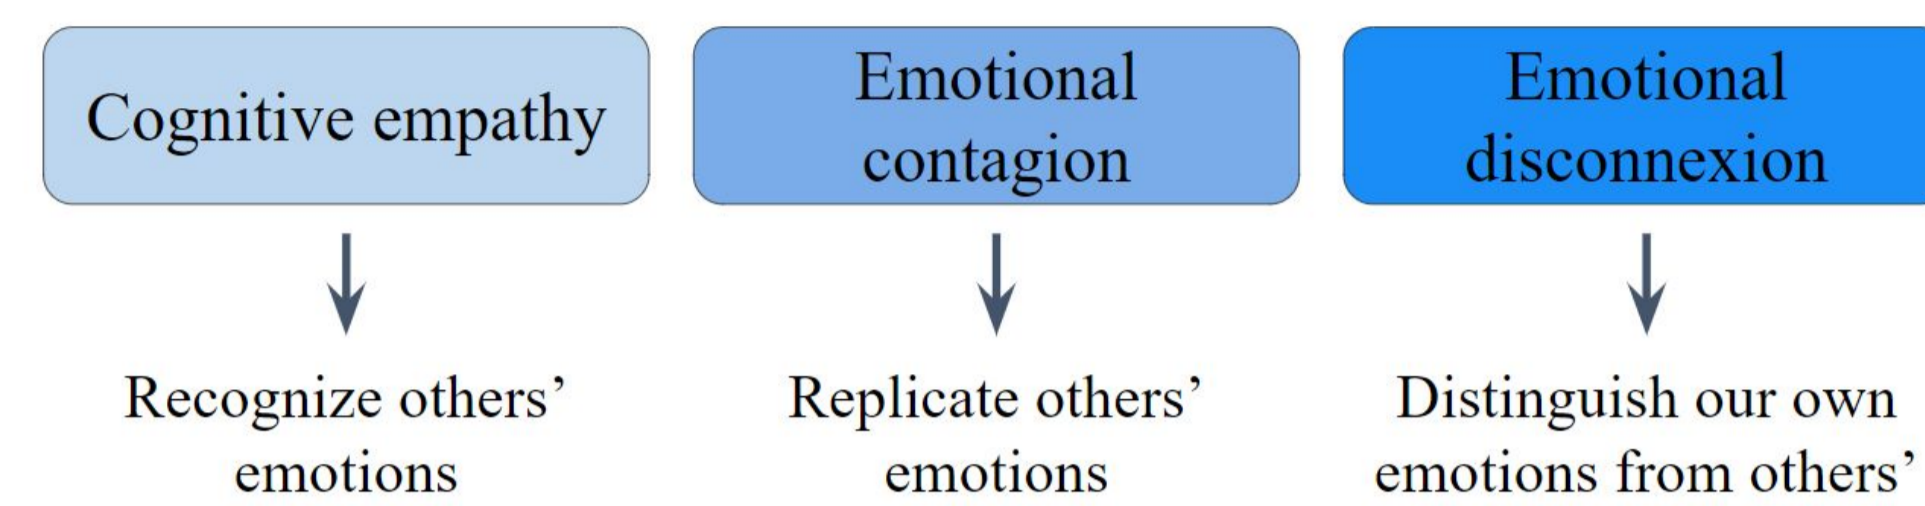 Cognitive empathy
Emotional
contagion
Emotional
disconnexion
Recognize others’
emotions
Replicate others’
emotions
Distinguish our own
emotions from others’